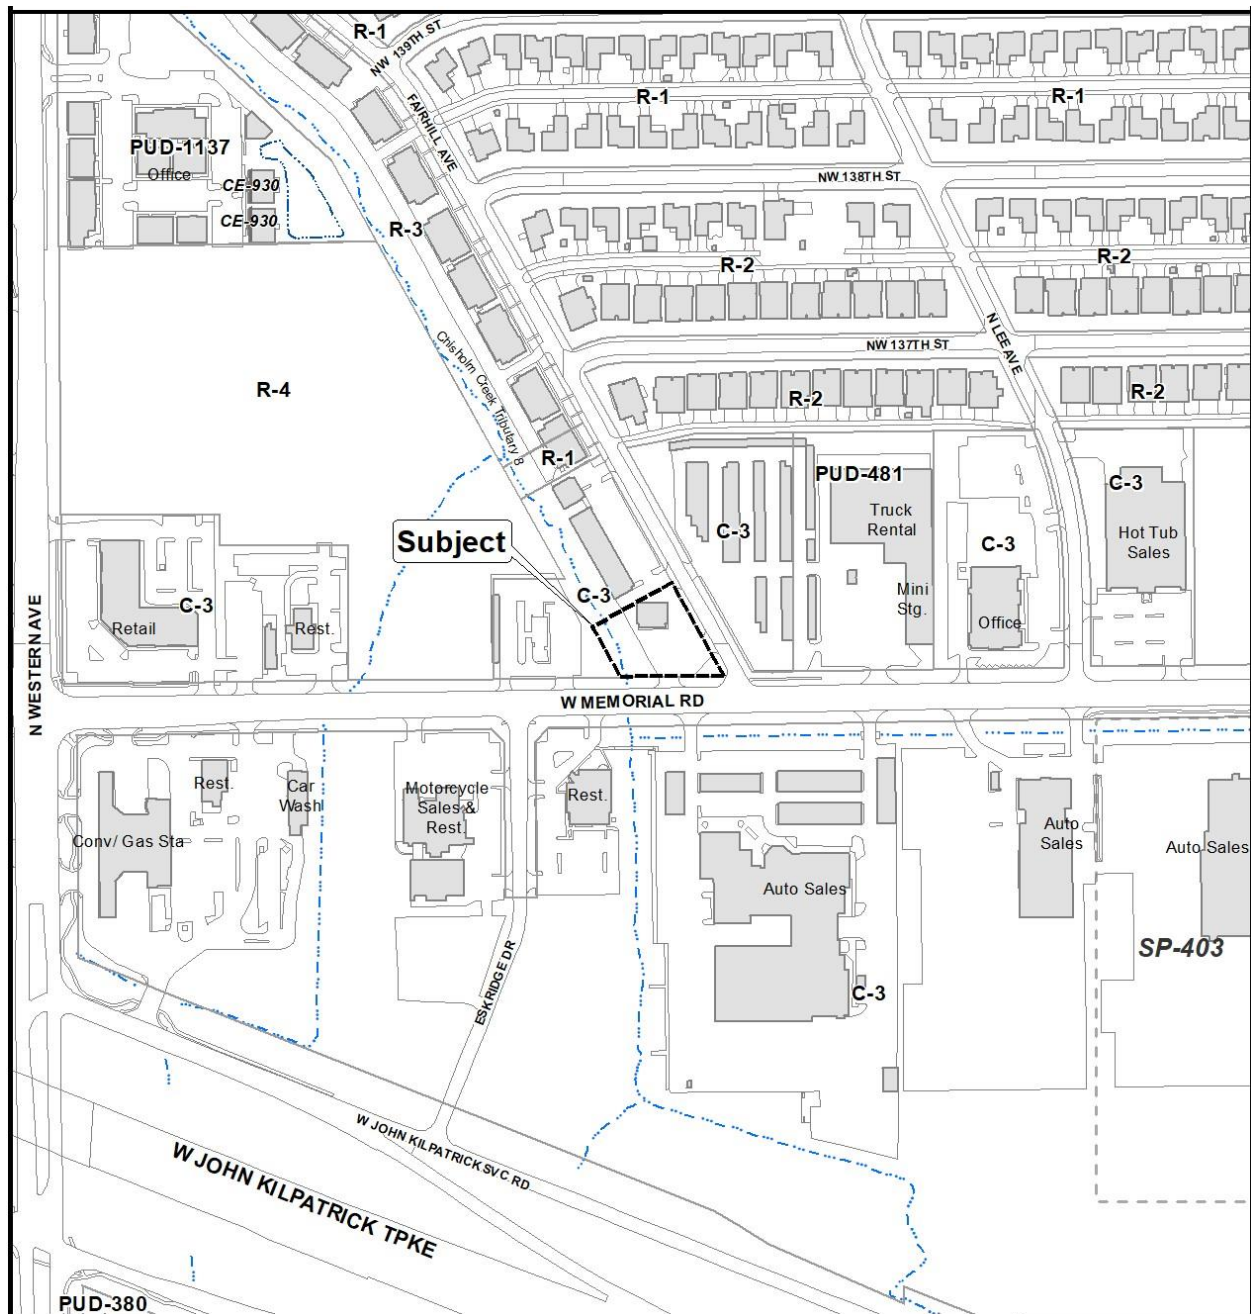 R-1
NW 139TH ST
FAIRHILL AVE
R-1
R-1
PUD-1137
Office
CE-930
CE-930
NW 138TH ST
R-3
R-2
R-2
Chisholm Creek Tributary 8
N LEE AVE
NW 137TH ST
R-4
R-2
R-2
R-1
PUD-481
C-3
Truck
Rental
C-3
C-3
Hot Tub
Sales
Subject
Mini
Stg.
C-3
C-3
Retail
Rest.
Office
N WESTERN AVE
W MEMORIAL RD
Rest.
Car
Wash
Motorcycle
Sales &
Rest.
Rest.
Conv/ Gas Sta
Auto
Sales
Auto Sales
Auto Sales
SP-403
ESKRIDGE DR
C-3
W JOHN KILPATRICK SVC RD
W JOHN KILPATRICK TPKE
PUD-380